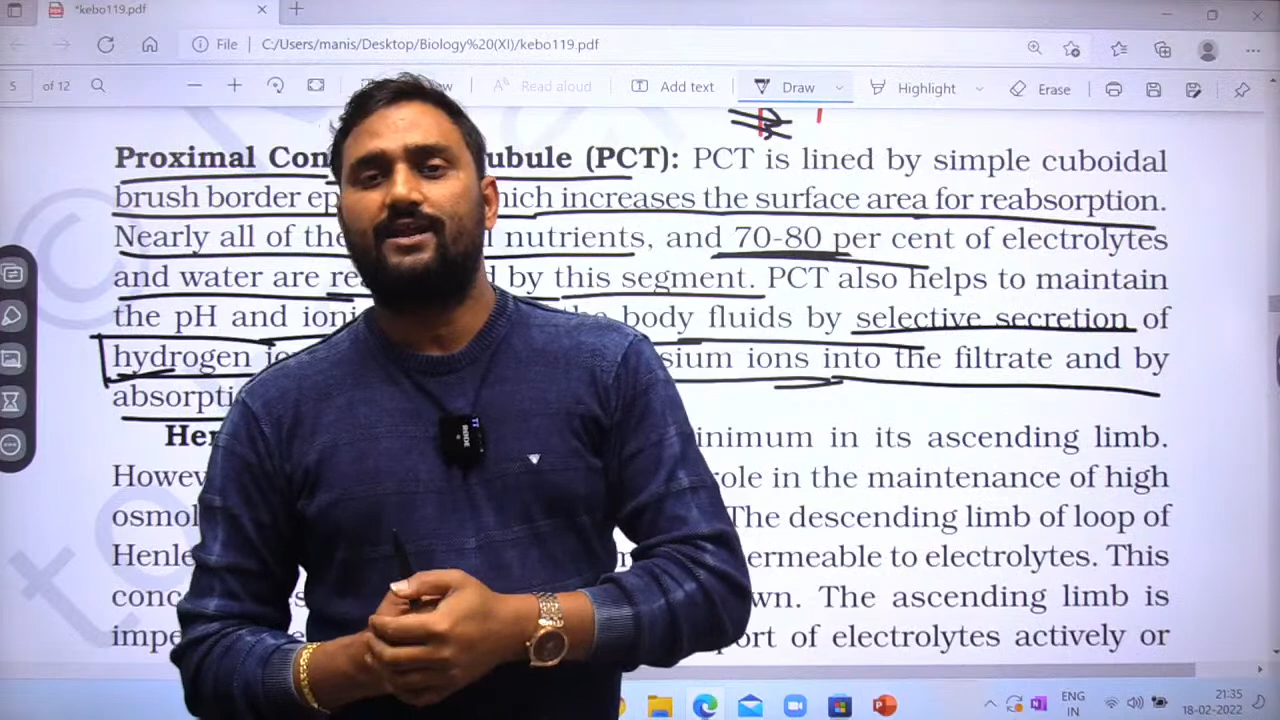 *kebo119.pdf
File C:/Users/manis/Desktop/Biology%20(XI)/kebo119.pdf
5 of 12 Read aloud Add text Draw Highlight Erase
Proximal Con ubule (PCT): PCT is lined by simple cuboidal
brush border ep hich increases the surface area for reabsorption.
Nearly all of the l nutrients, and 70-80 per cent of electrolytes
and water are re d by this segment. PCT also helps to maintain
the pH and ioni he body fluids by selective secretion of
hydrogen io sium ions into the filtrate and by
absorpti
Hen inimum in its ascending limb.
Howev role in the maintenance of high
osmol The descending limb of loop of
Henle ermeable to electrolytes. This
conc s wn. The ascending limb is
impe port of electrolytes actively or
RODE
ENG
IN
21:35
18-02-2022